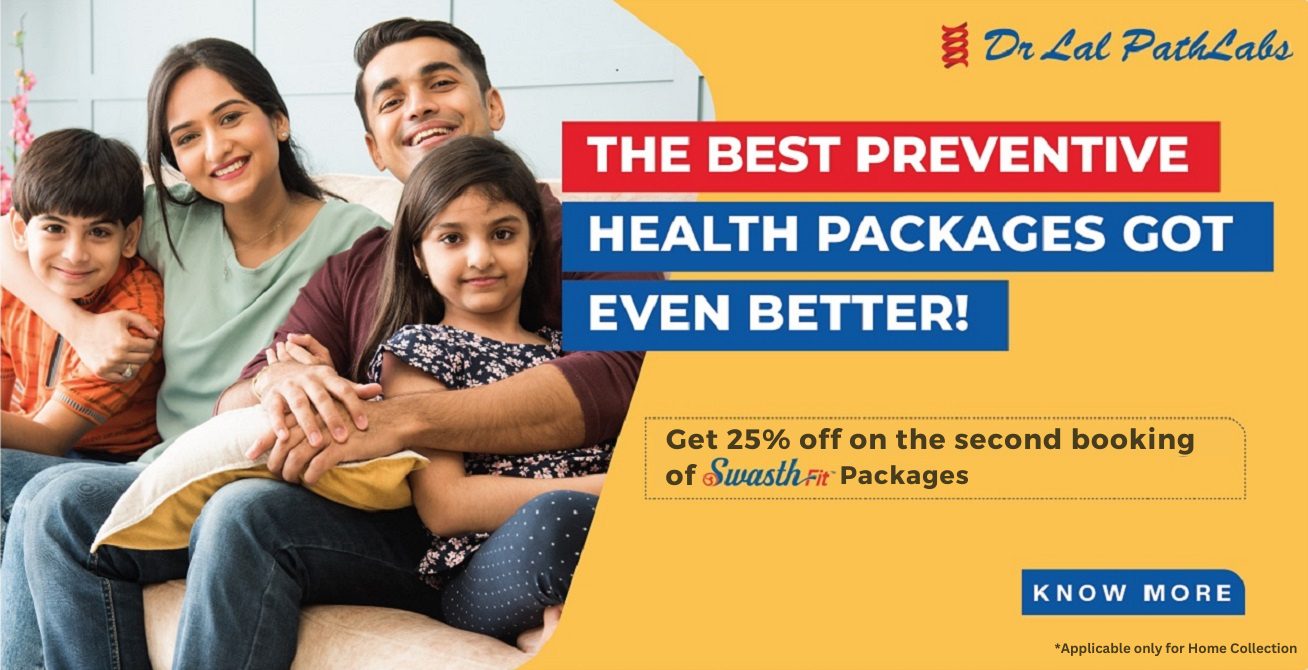 Dr Lal PathLabs
THE BEST PREVENTIVE
HEALTH PACKAGES GOT
EVEN BETTER!
Get 25% off on the second booking
of SwasthFit™ Packages
KNOW MORE
*Applicable only for Home Collection